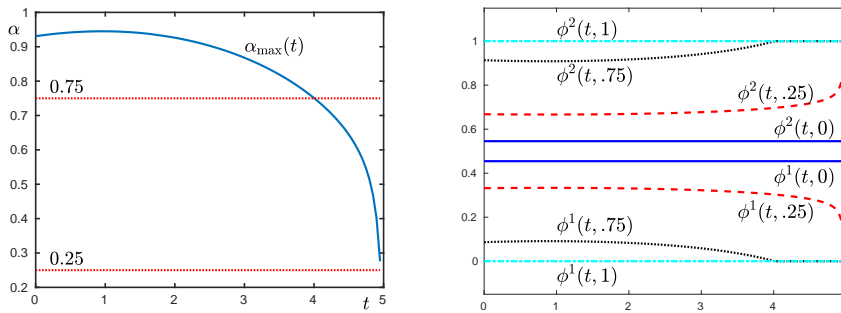 1
0.9
α
0.8
0.7
0.6
0.5
0.4
0.3
0.2
α_max(t)
0.75
0.25
0 1 2 3 4 t 5
1
0.8
0.6
0.4
0.2
0
ϕ²(t, 1)
ϕ²(t, .75)
ϕ²(t, .25)
ϕ²(t, 0)
ϕ¹(t, 0)
ϕ¹(t, .25)
ϕ¹(t, .75)
ϕ¹(t, 1)
0 1 2 3 4